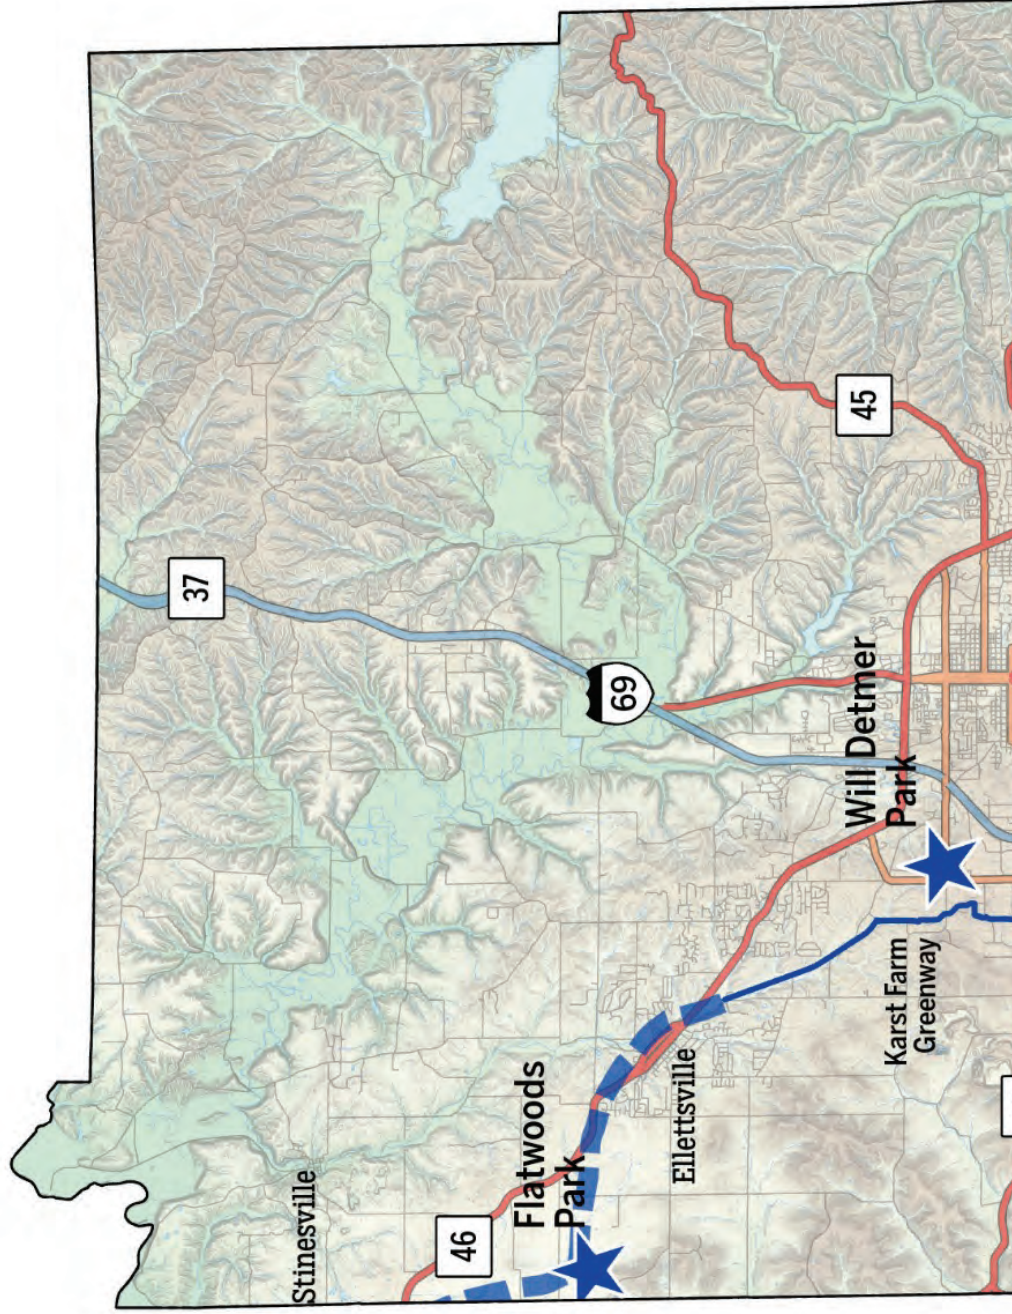 37
69
45
Will Detmer
Park
Karst Farm
Greenway
Flatwoods
Park
Ellettsville
46
Stinesville